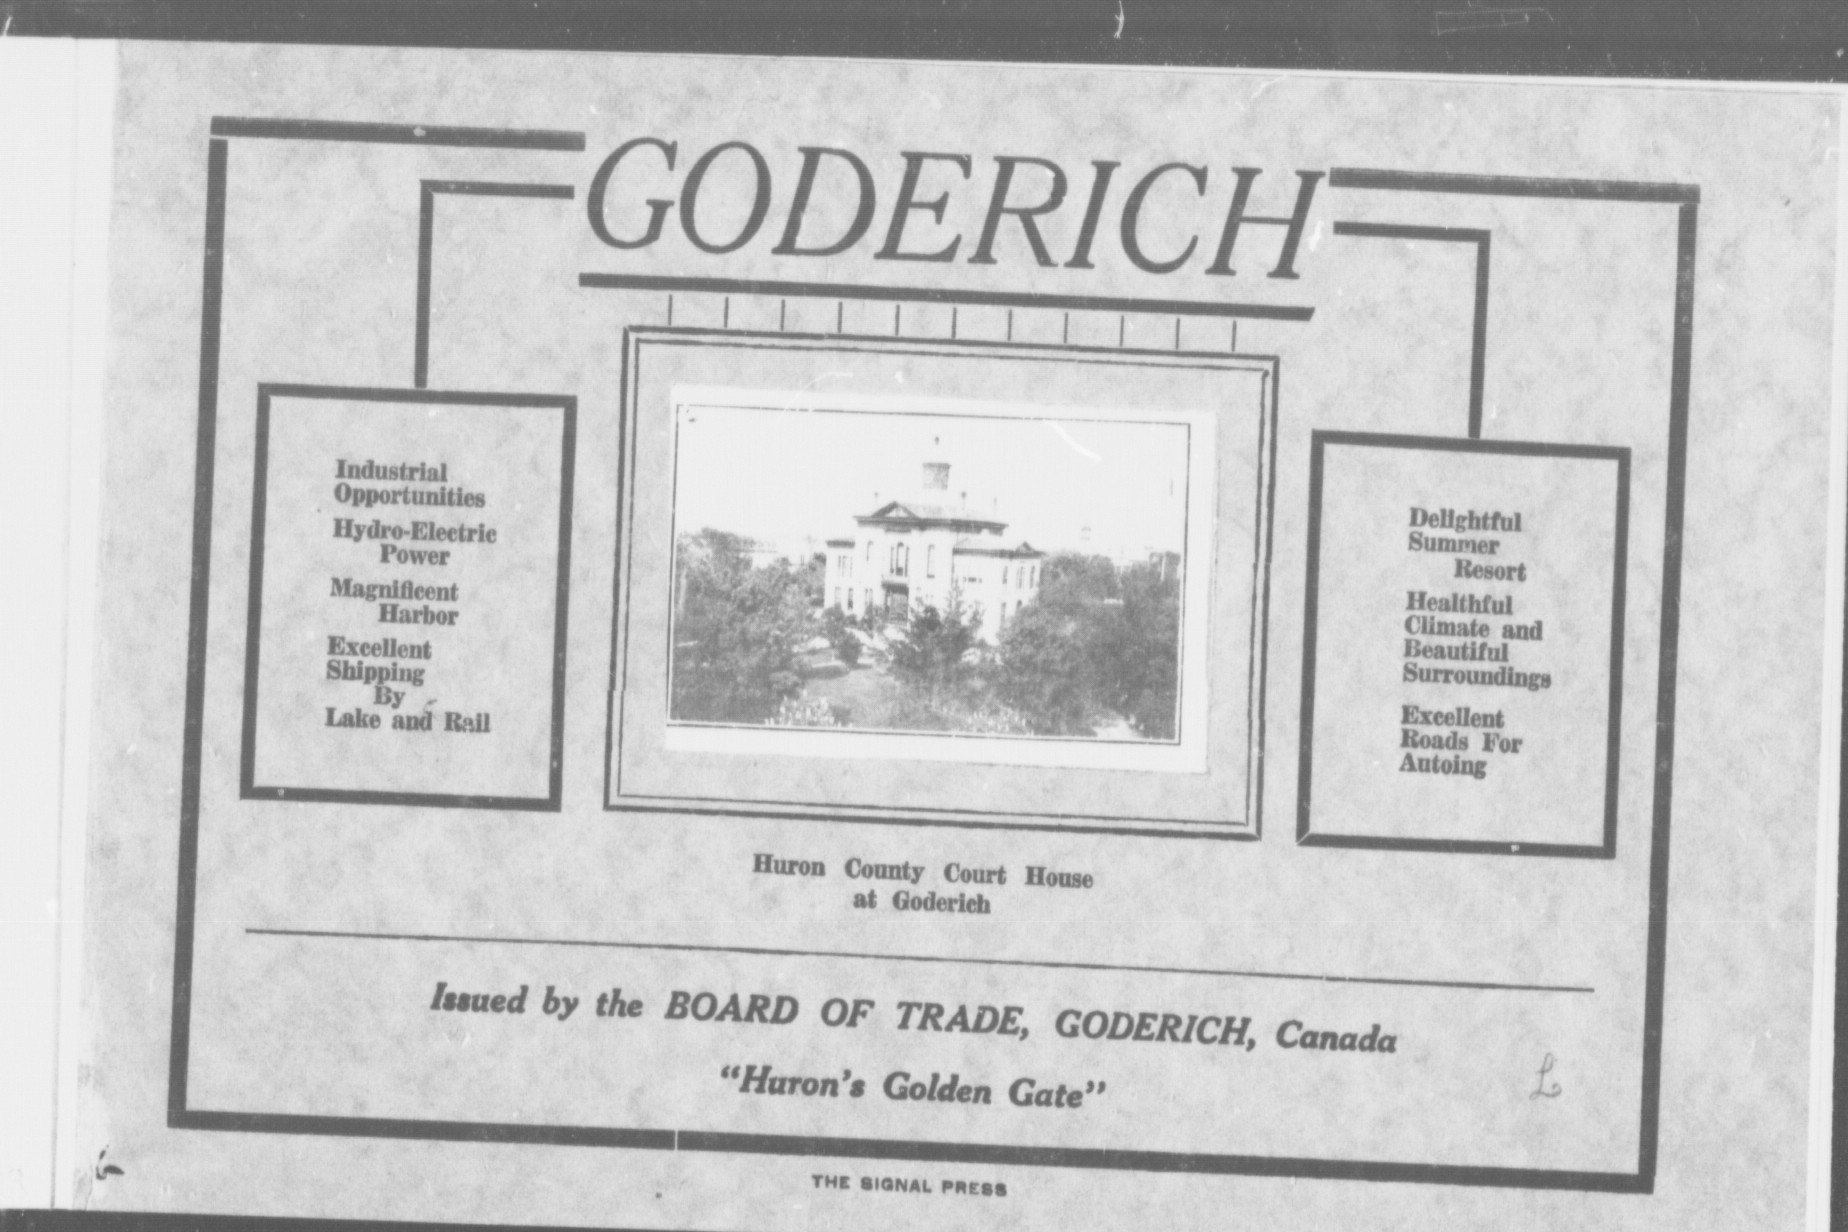 GODERICH
Industrial
Opportunities
Hydro-Electric
Power
Magnificent
Harbor
Excellent
Shipping
By
Lake and Rail
Delightful
Summer
Resort
Healthful
Climate and
Beautiful
Surroundings
Excellent
Roads For
Autoing
Huron County Court House
at Goderich
Issued by the BOARD OF TRADE, GODERICH, Canada
"Huron's Golden Gate"
L
THE SIGNAL PRESS